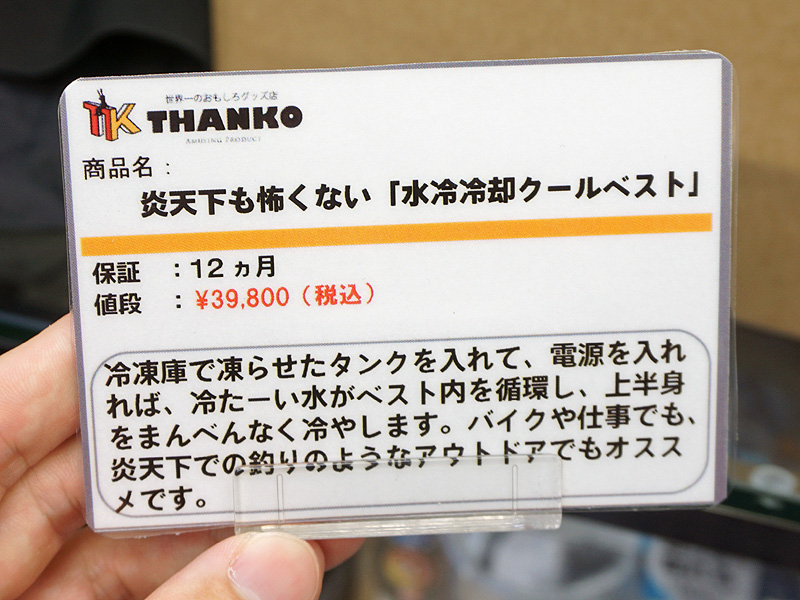 世界一のおもしろグッズ店
TK THANKO
AMUSING PRODUCT
商品名：
炎天下も怖くない「水冷冷却クールベスト」
保証　：12ヵ月
値段　：¥39,800（税込）
冷凍庫で凍らせたタンクを入れて、電源を入れ
れば、冷たーい水がベスト内を循環し、上半身
をまんべんなく冷やします。バイクや仕事でも、
炎天下での釣りのようなアウトドアでもオスス
メです。